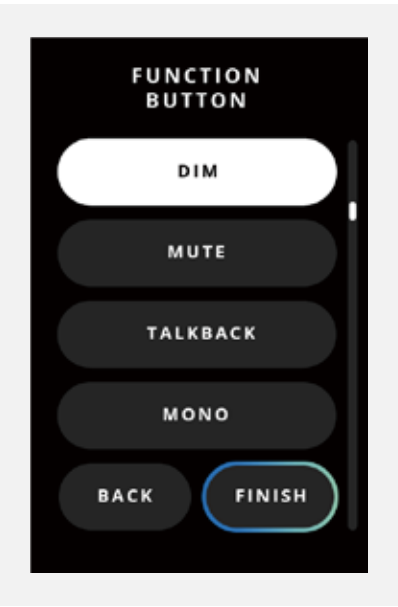 FUNCTION
BUTTON
DIM
MUTE
TALKBACK
MONO
BACK FINISH